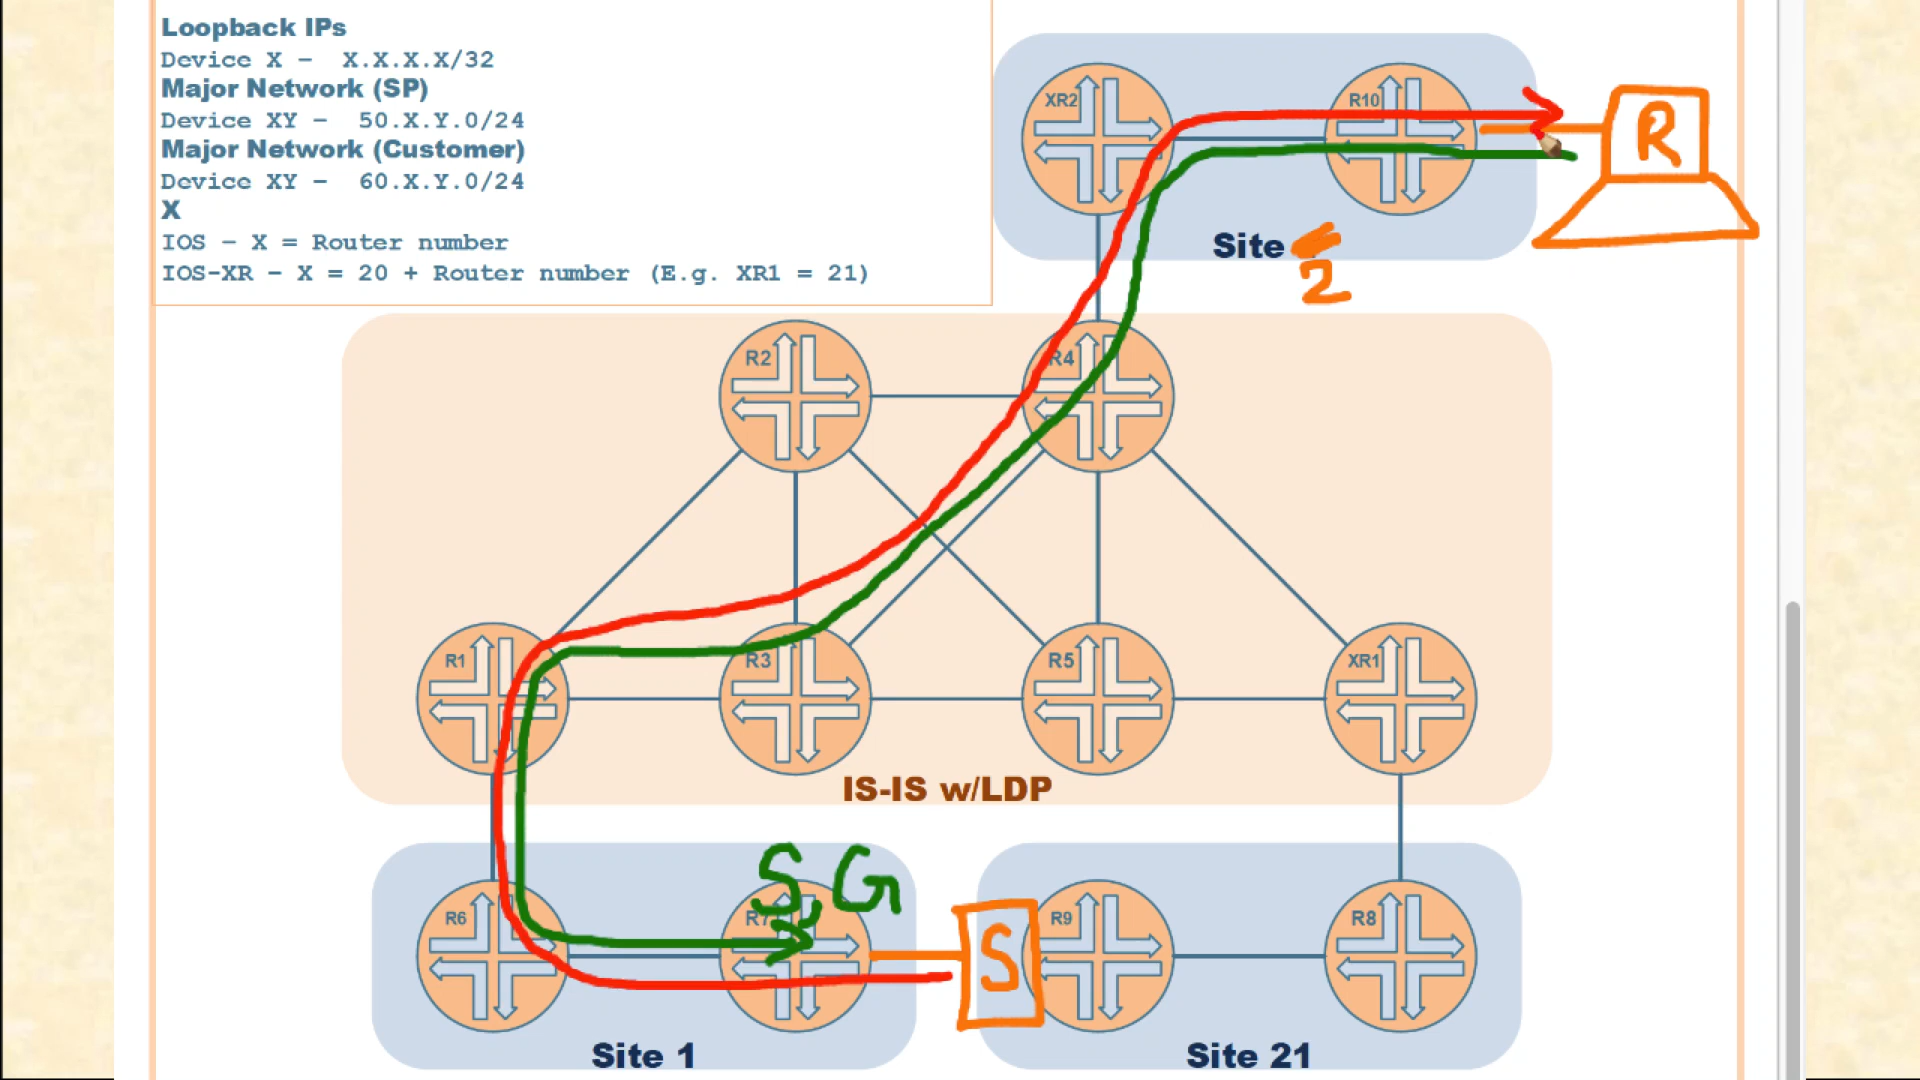 Loopback IPs
Device X - X.X.X.X/32
Major Network (SP)
Device XY - 50.X.Y.0/24
Major Network (Customer)
Device XY - 60.X.Y.0/24
X
IOS - X = Router number
IOS-XR - X = 20 + Router number (E.g. XR1 = 21)
XR2
R10
R
Site
2
R2
R4
R1
R3
R5
XR1
IS-IS w/LDP
S,G
R6
R7
S
R9
R8
Site 1
Site 21